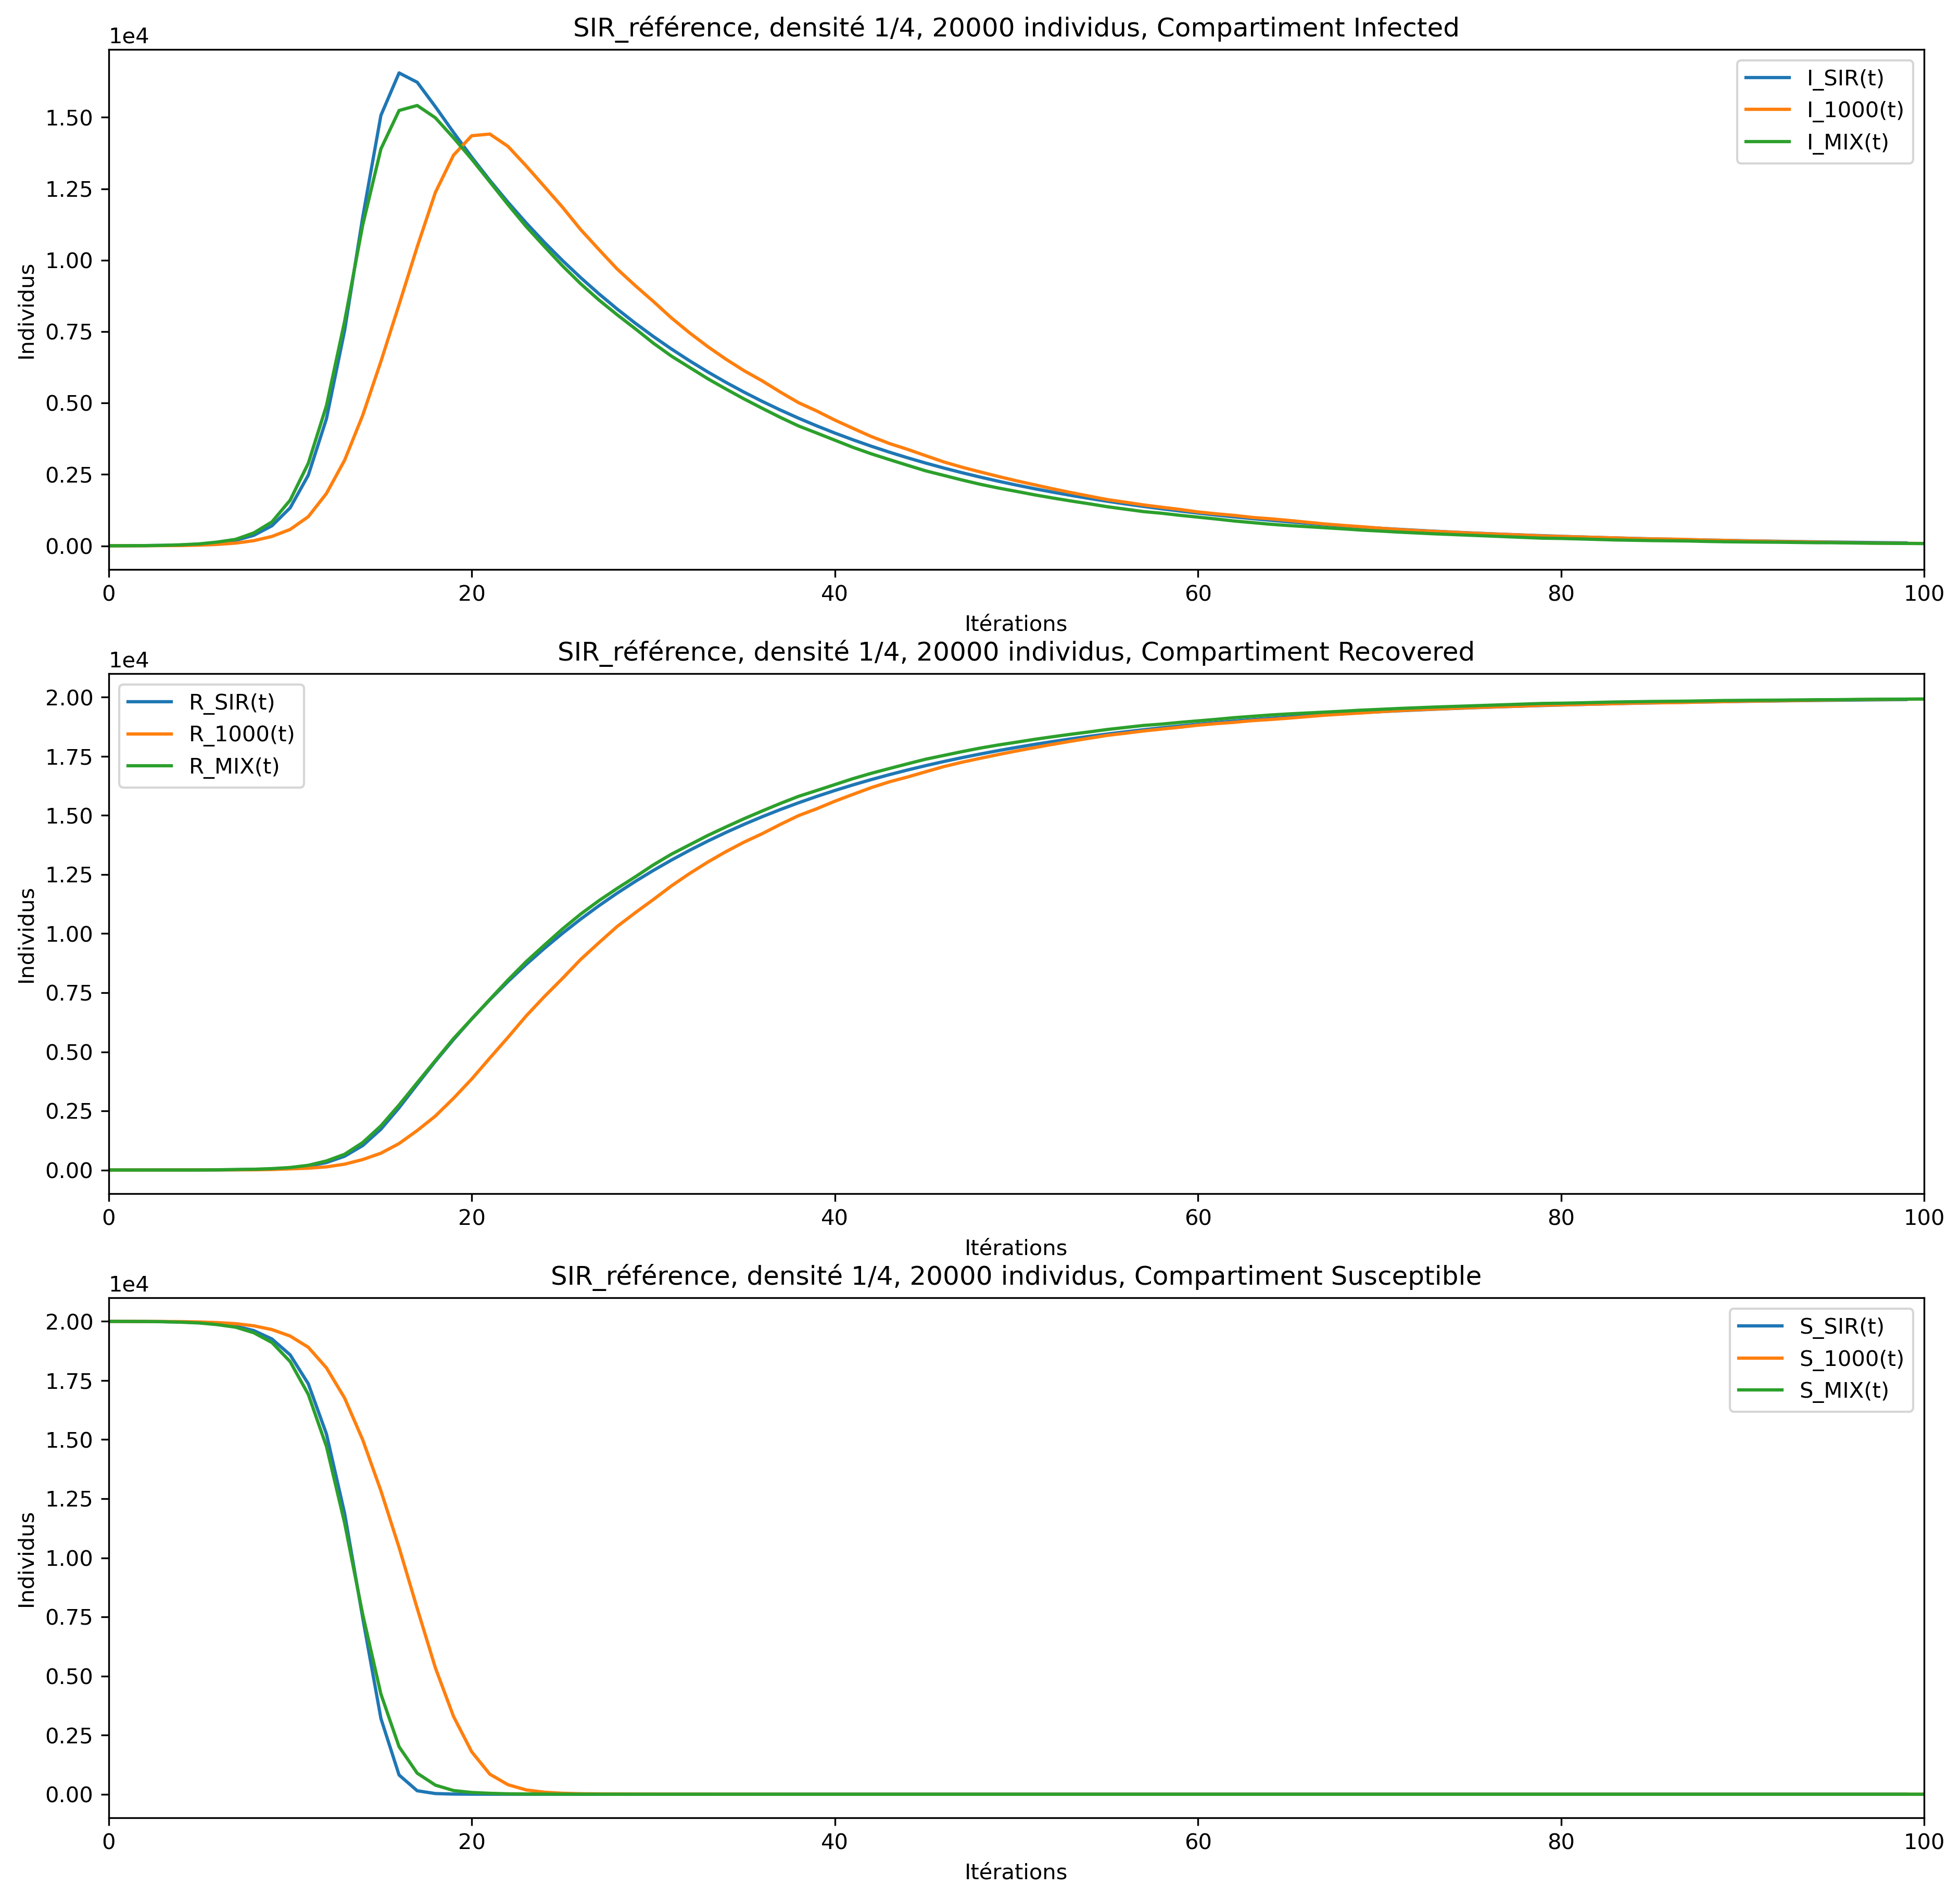 SIR_référence, densité 1/4, 20000 individus, Compartiment Infected
1e4
I_SIR(t)
I_1000(t)
I_MIX(t)
1.50
1.25
1.00
0.75
0.50
0.25
0.00
Individus
0 20 40 60 80 100
Itérations
SIR_référence, densité 1/4, 20000 individus, Compartiment Recovered
1e4
R_SIR(t)
R_1000(t)
R_MIX(t)
2.00
1.75
1.50
1.25
1.00
0.75
0.50
0.25
0.00
Individus
0 20 40 60 80 100
Itérations
SIR_référence, densité 1/4, 20000 individus, Compartiment Susceptible
1e4
S_SIR(t)
S_1000(t)
S_MIX(t)
2.00
1.75
1.50
1.25
1.00
0.75
0.50
0.25
0.00
Individus
0 20 40 60 80 100
Itérations